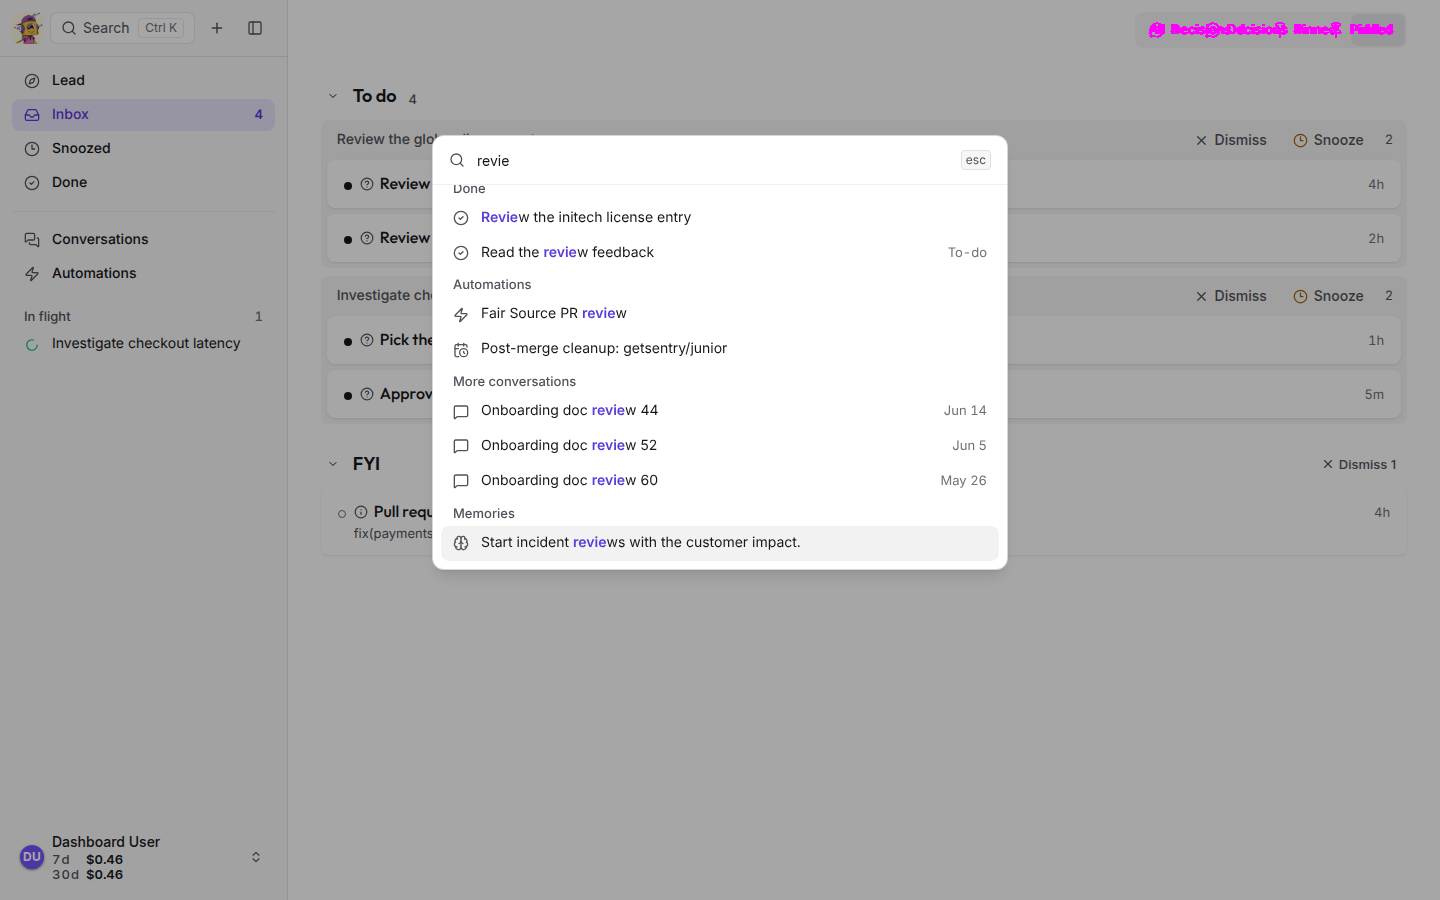 Search Ctrl K
Lead
Inbox 4
Snoozed
Done
Conversations
Automations
In flight 1
Investigate checkout latency
Dashboard User
DU
7d $0.46
30d $0.46
To do 4
Review the
Dismiss Snooze 2
Review 4h
Review 2h
Investigate
Dismiss Snooze 2
Pick the 1h
5m
FYI
Dismiss 1
Pull 4h
fix(payments
revie esc
Done
Review the initech license entry
Read the review feedback To-do
Automations
Fair Source PR review
Post-merge cleanup: getsentry/junior
More conversations
Onboarding doc review 44 Jun 14
Onboarding doc review 52 Jun 5
Onboarding doc review 60 May 26
Memories
Start incident reviews with the customer impact.